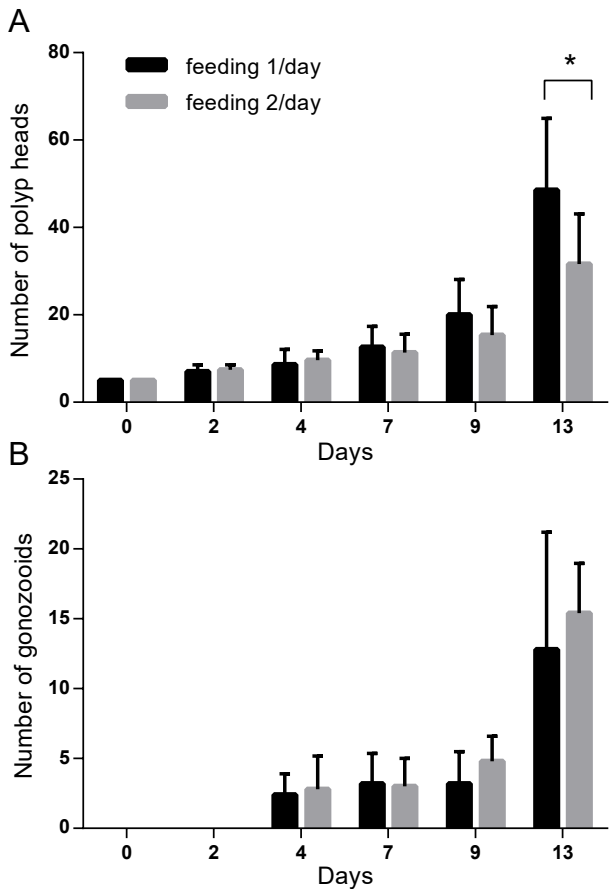 A
80
60
40
20
0
Number of polyp heads
feeding 1/day
feeding 2/day
*
0 2 4 7 9 13
Days
B
25
20
15
10
5
0
Number of gonozooids
0 2 4 7 9 13
Days